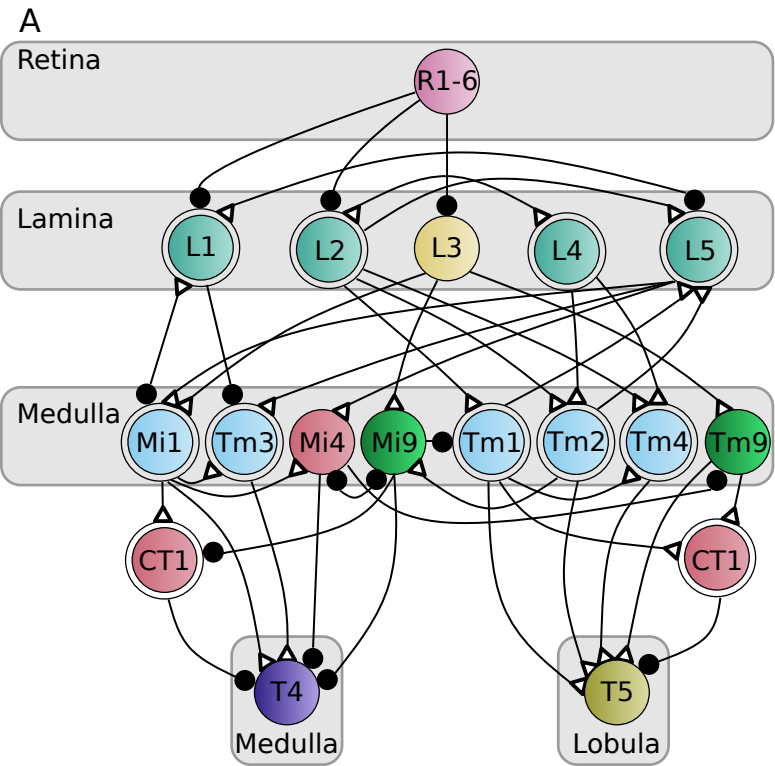 A
Retina
R1-6
Lamina
L1 L2 L3 L4 L5
Medulla
Mi1 Tm3 Mi4 Mi9 Tm1 Tm2 Tm4 Tm9
CT1 CT1
T4 T5
Medulla Lobula